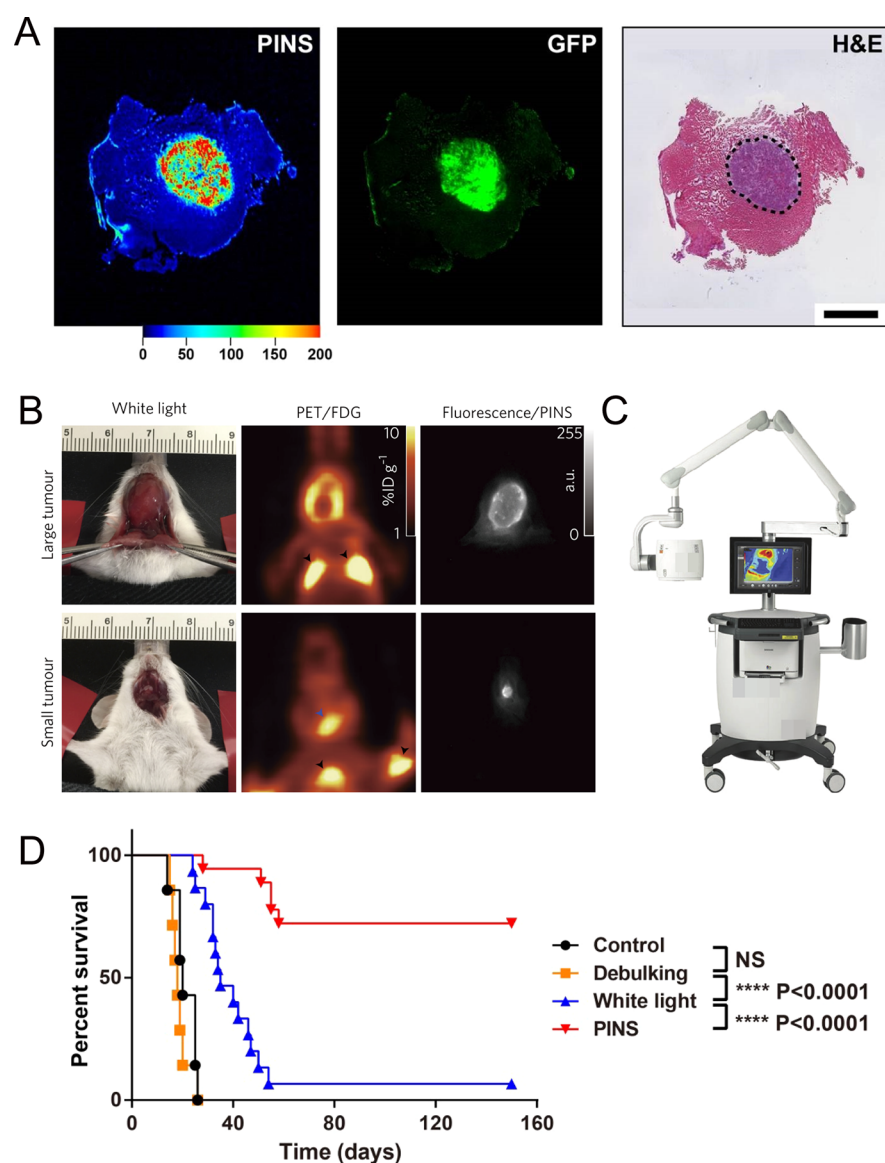 A
PINS
GFP
H&E
0 50 100 150 200
B
White light
PET/FDG
Fluorescence/PINS
C
Large tumour
5 6 7 8 9
10
%ID g⁻¹
1
255
a.u.
0
Small tumour
5 6 7 8 9
D
Percent survival
100
50
0
0 40 80 120 160
Time (days)
Control
Debulking
White light
PINS
NS
**** P<0.0001
**** P<0.0001